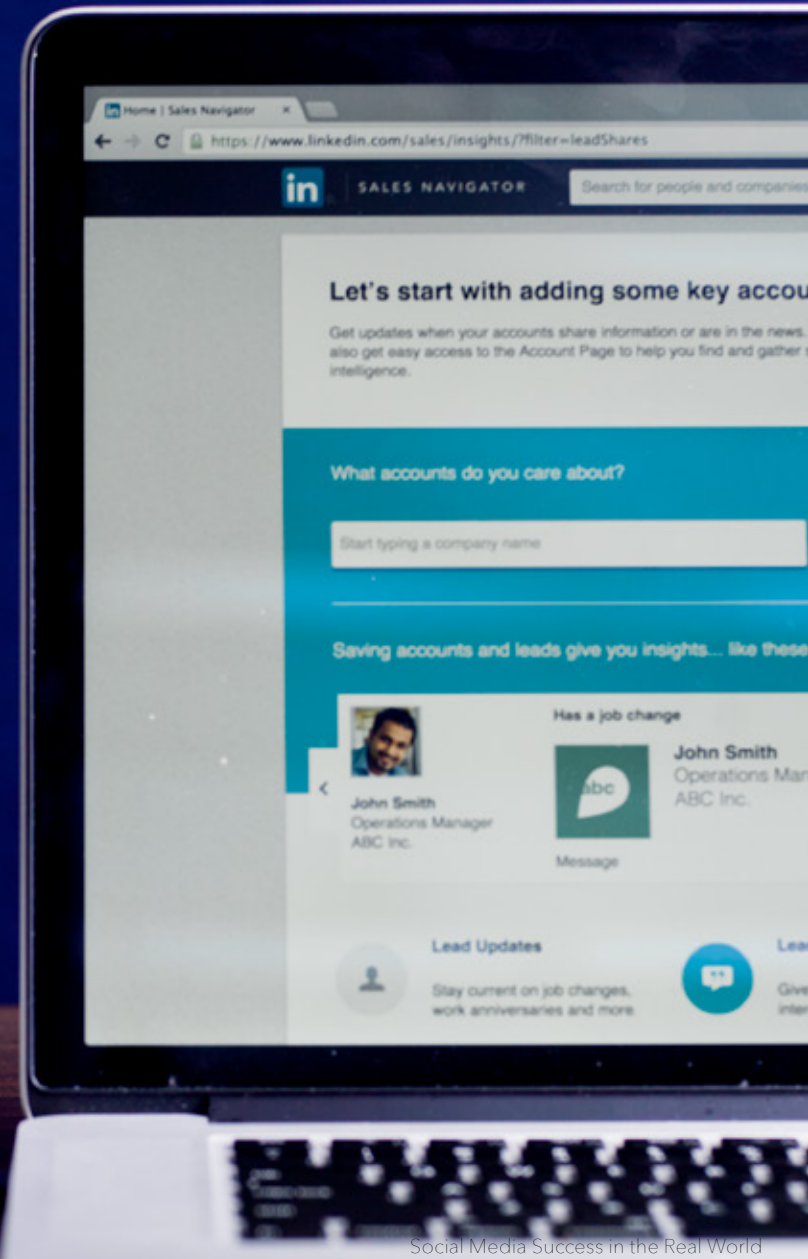 Home | Sales Navigator
https://www.linkedin.com/sales/insights/?filter=leadShares
in
SALES NAVIGATOR
Search for people and companies
Let's start with adding some key accou
Get updates when your accounts share information or are in the news.
also get easy access to the Account Page to help you find and gather s
intelligence.
What accounts do you care about?
Start typing a company name
Saving accounts and leads give you insights... like these
Has a job change
abc
John Smith
Operations Man
ABC Inc.
John Smith
Operations Manager
ABC Inc.
Message
Lead Updates
Stay current on job changes,
work anniversaries and more
Lea
Give
inter
Social Media Success in the Real World